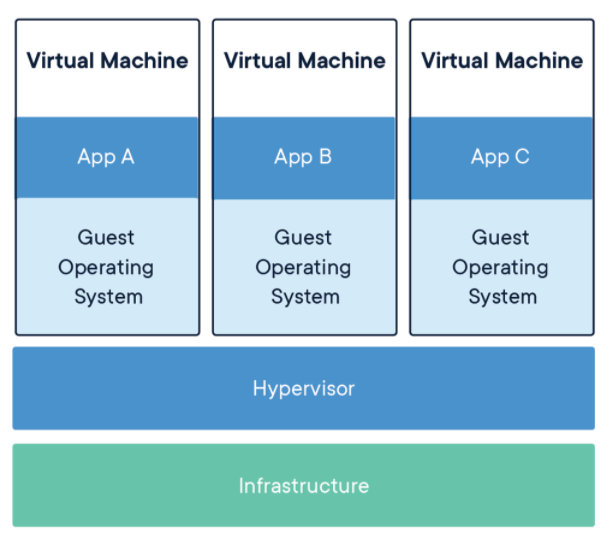 Virtual Machine
App A
Guest
Operating
System
Virtual Machine
App B
Guest
Operating
System
Virtual Machine
App C
Guest
Operating
System
Hypervisor
Infrastructure